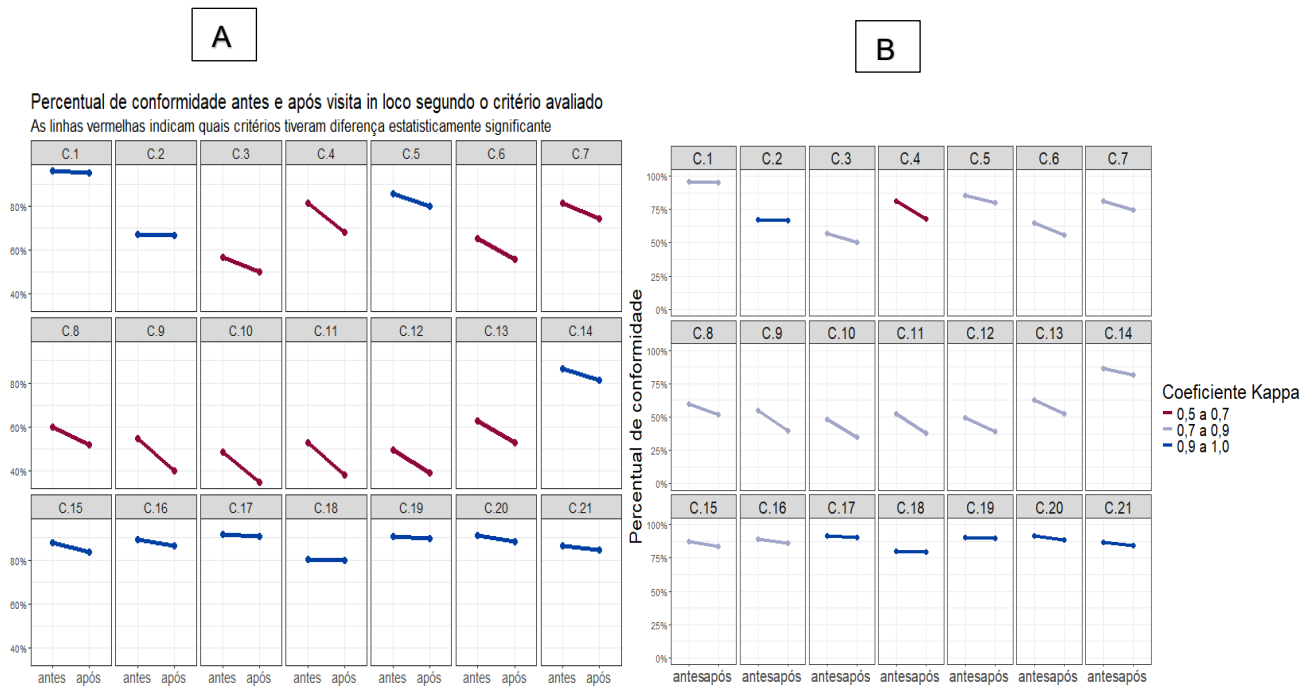 A
B
Percentual de conformidade antes e após visita in loco segundo o critério avaliado
As linhas vermelhas indicam quais critérios tiveram diferença estatisticamente significante
C.1 C.2 C.3 C.4 C.5 C.6 C.7
80%
60%
40%
C.8 C.9 C.10 C.11 C.12 C.13 C.14
80%
60%
40%
C.15 C.16 C.17 C.18 C.19 C.20 C.21
80%
60%
40%
antes após antes após antes após antes após antes após antes após antes após
Percentual de conformidade
C.1 C.2 C.3 C.4 C.5 C.6 C.7
100%
75%
50%
25%
0%
C.8 C.9 C.10 C.11 C.12 C.13 C.14
100%
75%
50%
25%
0%
C.15 C.16 C.17 C.18 C.19 C.20 C.21
100%
75%
50%
25%
0%
antesapós antesapós antesapós antesapós antesapós antesapós antesapós
Coeficiente Kappa
0,5 a 0,7
0,7 a 0,9
0,9 a 1,0